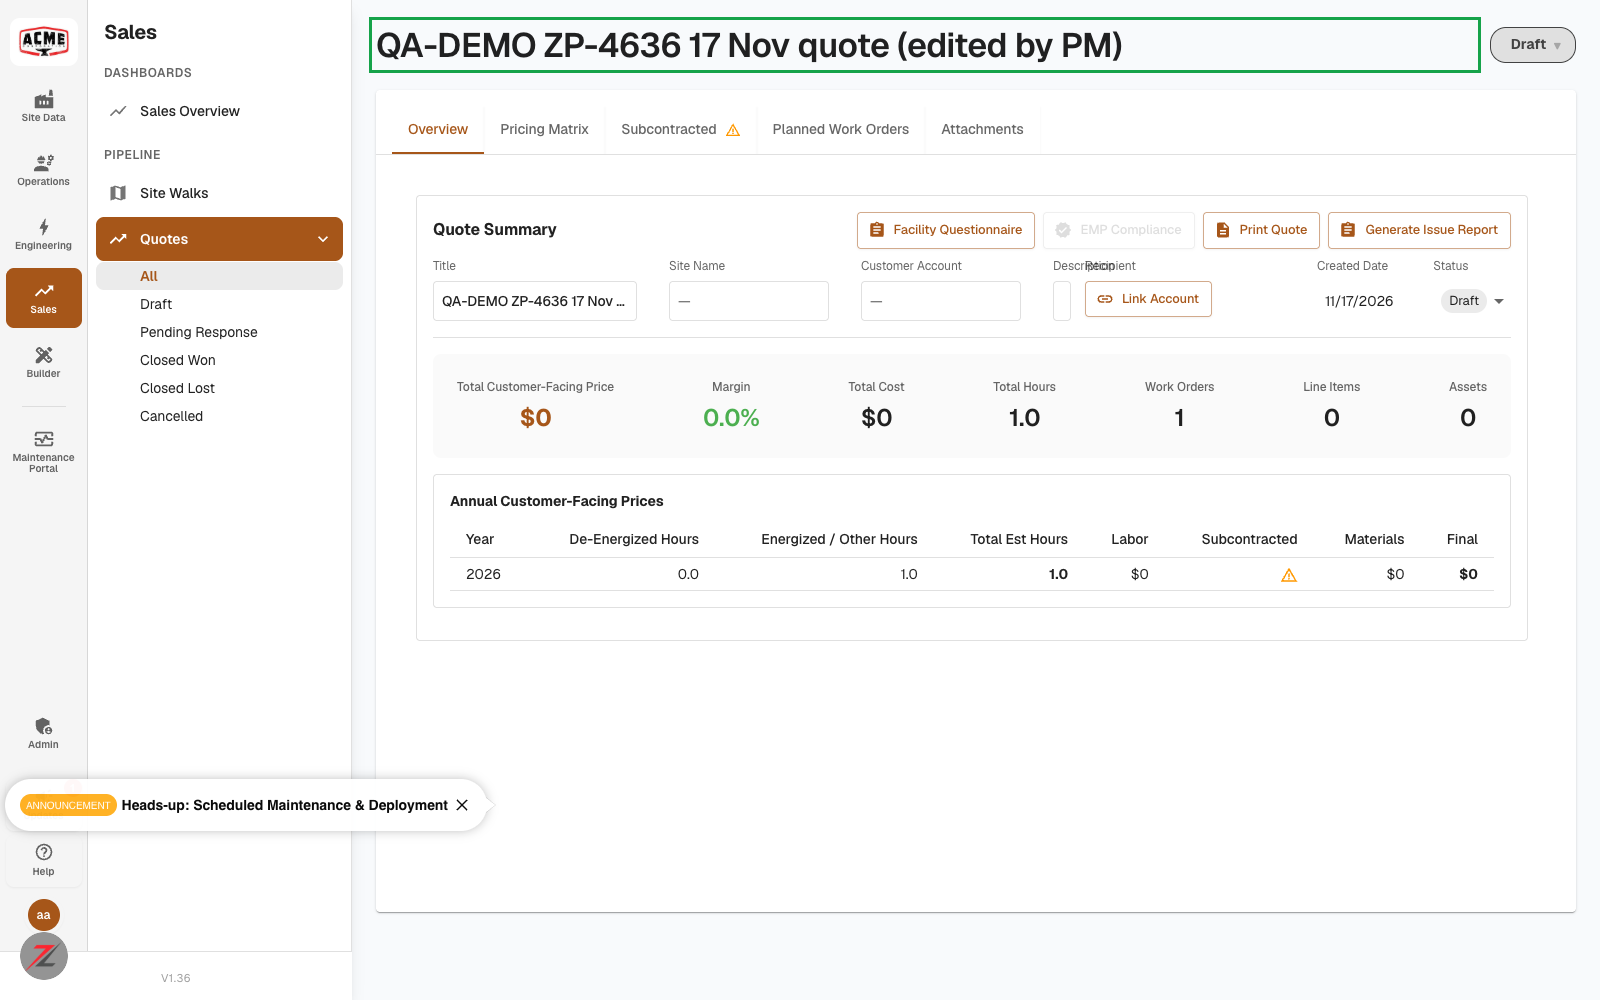 ACME
Site Data
Operations
Engineering
Sales
Builder
Maintenance
Portal
Admin
Help
aa
Sales
DASHBOARDS
Sales Overview
PIPELINE
Site Walks
Quotes
All
Draft
Pending Response
Closed Won
Closed Lost
Cancelled
ANNOUNCEMENT Heads-up: Scheduled Maintenance & Deployment
V1.36
QA-DEMO ZP-4636 17 Nov quote (edited by PM)
Draft
Overview Pricing Matrix Subcontracted Planned Work Orders Attachments
Quote Summary
Facility Questionnaire EMP Compliance Print Quote Generate Issue Report
Title Site Name Customer Account Description Recipient Created Date Status
QA-DEMO ZP-4636 17 Nov ... — — Link Account 11/17/2026 Draft
Total Customer-Facing Price Margin Total Cost Total Hours Work Orders Line Items Assets
$0 0.0% $0 1.0 1 0 0
Annual Customer-Facing Prices
Year De-Energized Hours Energized / Other Hours Total Est Hours Labor Subcontracted Materials Final
2026 0.0 1.0 1.0 $0 $0 $0